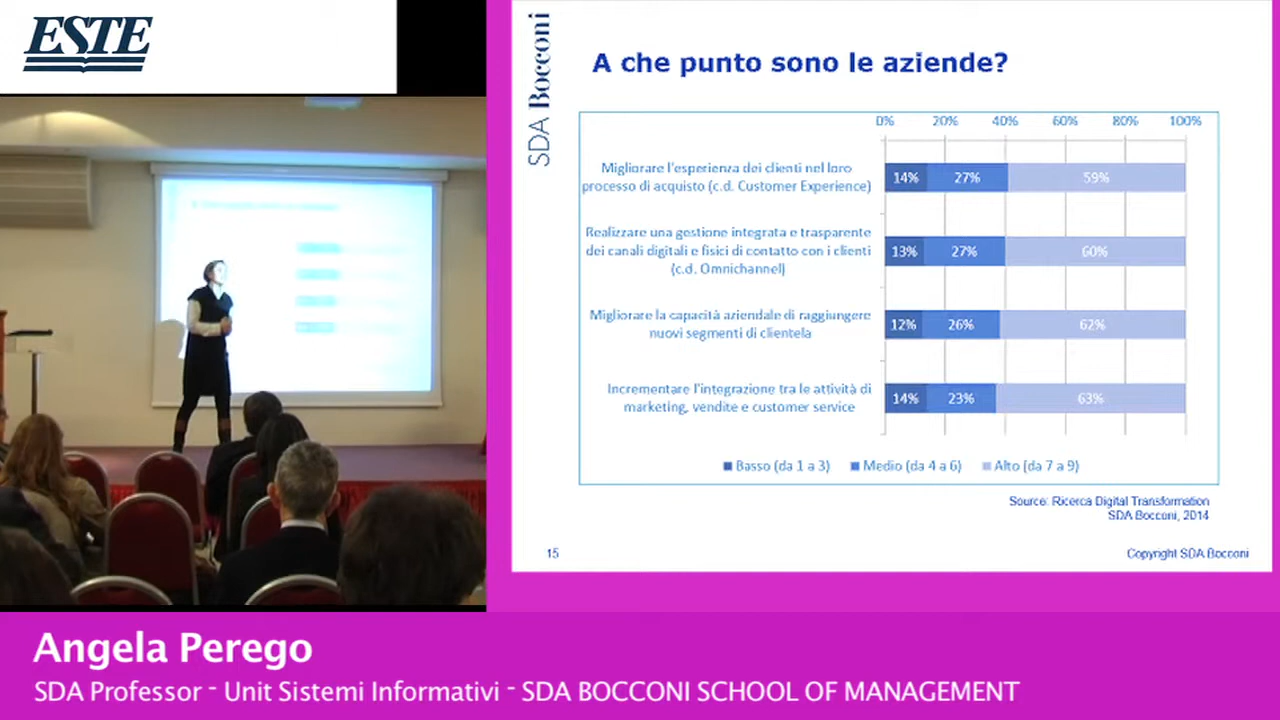 ESTE
SDA Bocconi
A che punto sono le aziende?
0% 20% 40% 60% 80% 100%
Migliorare l'esperienza dei clienti nel loro
processo di acquisto (c.d. Customer Experience)
14% 27% 59%
Realizzare una gestione integrata e trasparente
dei canali digitali e fisici di contatto con i clienti
(c.d. Omnichannel)
13% 27% 60%
Migliorare la capacità aziendale di raggiungere
nuovi segmenti di clientela
12% 26% 62%
Incrementare l'integrazione tra le attività di
marketing, vendite e customer service
14% 23% 63%
Basso (da 1 a 3) Medio (da 4 a 6) Alto (da 7 a 9)
Source: Ricerca Digital Transformation
SDA Bocconi, 2014
15
Copyright SDA Bocconi
Angela Perego
SDA Professor - Unit Sistemi Informativi - SDA BOCCONI SCHOOL OF MANAGEMENT